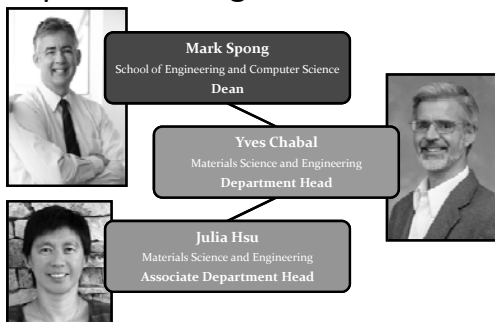 Mark Spong
School of Engineering and Computer Science
Dean
Yves Chabal
Materials Science and Engineering
Department Head
Julia Hsu
Materials Science and Engineering
Associate Department Head